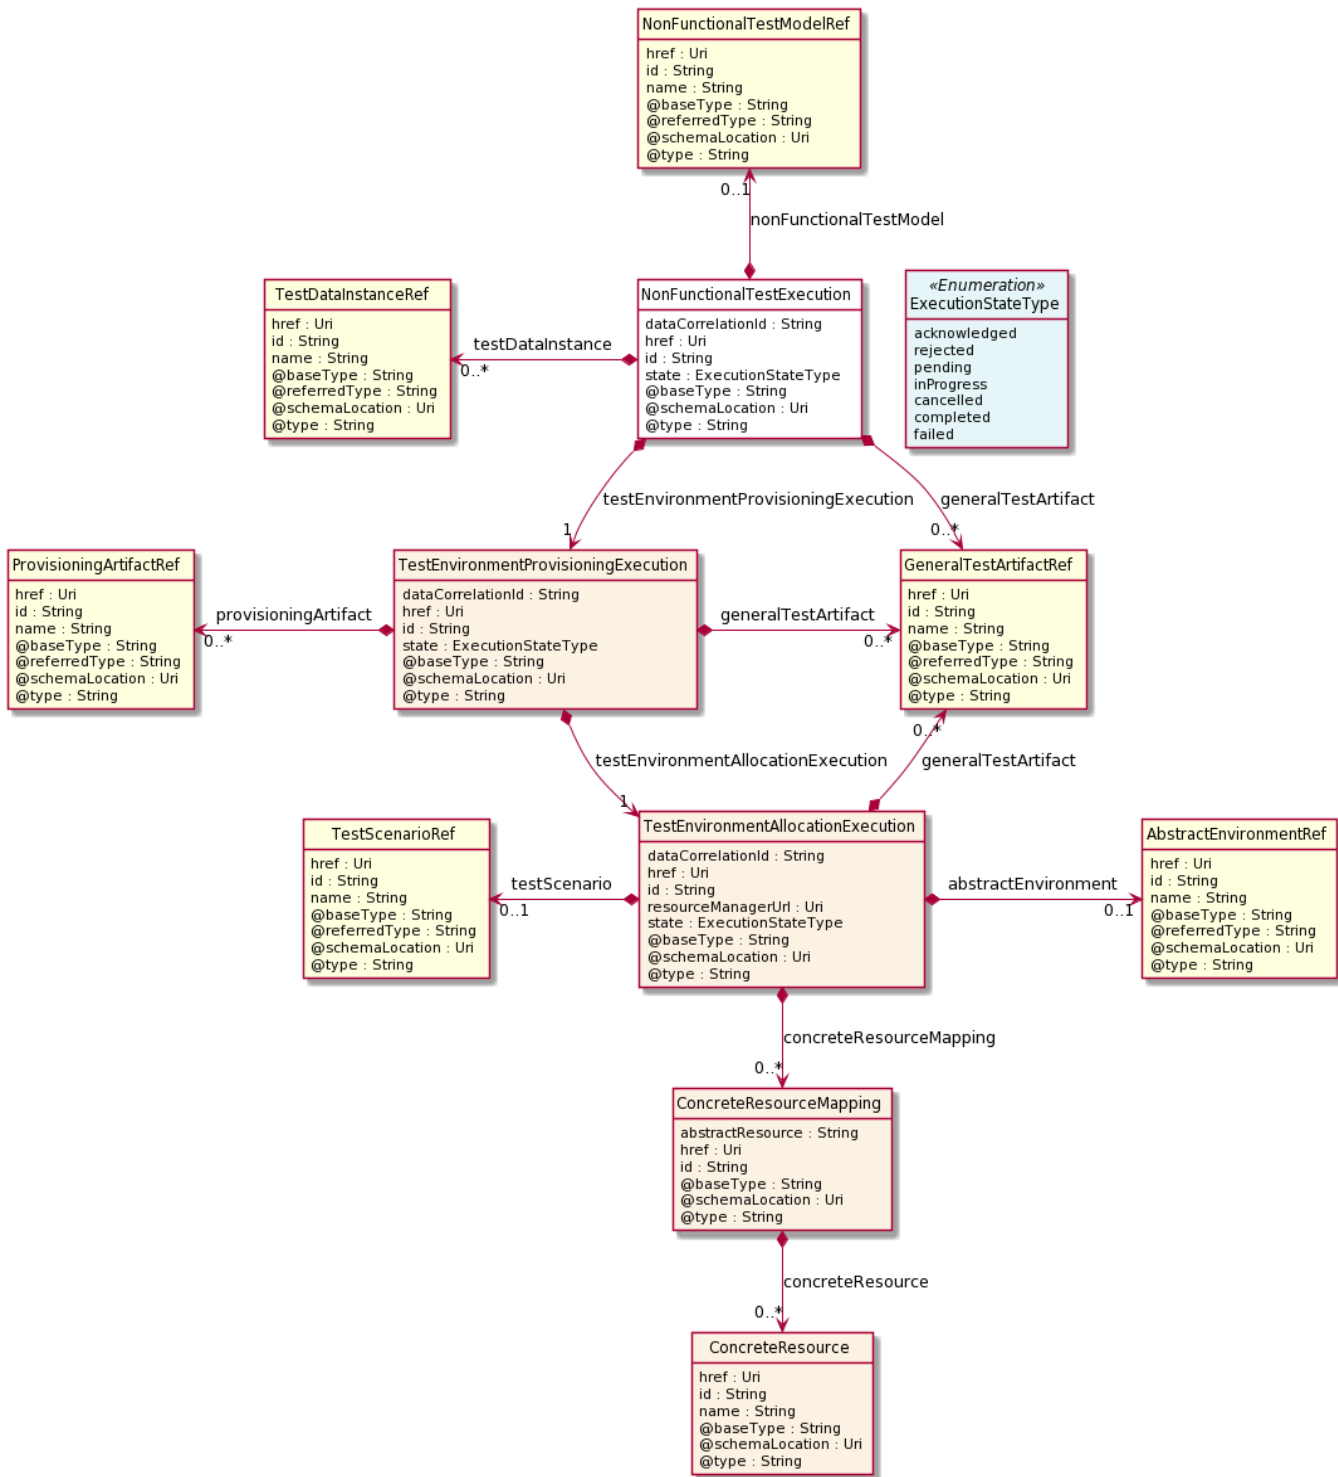 NonFunctionalTestModelRef
href : Uri
id : String
name : String
@baseType : String
@referredType : String
@schemaLocation : Uri
@type : String
0..1
nonFunctionalTestModel
TestDataInstanceRef
href : Uri
id : String
name : String
@baseType : String
@referredType : String
@schemaLocation : Uri
@type : String
testDataInstance
0..*
NonFunctionalTestExecution
dataCorrelationId : String
href : Uri
id : String
state : ExecutionStateType
@baseType : String
@schemaLocation : Uri
@type : String
«Enumeration»
ExecutionStateType
acknowledged
rejected
pending
inProgress
cancelled
completed
failed
testEnvironmentProvisioningExecution
1
generalTestArtifact
0..*
ProvisioningArtifactRef
href : Uri
id : String
name : String
@baseType : String
@referredType : String
@schemaLocation : Uri
@type : String
provisioningArtifact
0..*
TestEnvironmentProvisioningExecution
dataCorrelationId : String
href : Uri
id : String
state : ExecutionStateType
@baseType : String
@schemaLocation : Uri
@type : String
generalTestArtifact
0..*
GeneralTestArtifactRef
href : Uri
id : String
name : String
@baseType : String
@referredType : String
@schemaLocation : Uri
@type : String
0..*
testEnvironmentAllocationExecution
1
generalTestArtifact
TestScenarioRef
href : Uri
id : String
name : String
@baseType : String
@referredType : String
@schemaLocation : Uri
@type : String
testScenario
0..1
TestEnvironmentAllocationExecution
dataCorrelationId : String
href : Uri
id : String
resourceManagerUrl : Uri
state : ExecutionStateType
@baseType : String
@schemaLocation : Uri
@type : String
abstractEnvironment
0..1
AbstractEnvironmentRef
href : Uri
id : String
name : String
@baseType : String
@referredType : String
@schemaLocation : Uri
@type : String
concreteResourceMapping
0..*
ConcreteResourceMapping
abstractResource : String
href : Uri
id : String
@baseType : String
@schemaLocation : Uri
@type : String
concreteResource
0..*
ConcreteResource
href : Uri
id : String
name : String
@baseType : String
@schemaLocation : Uri
@type : String